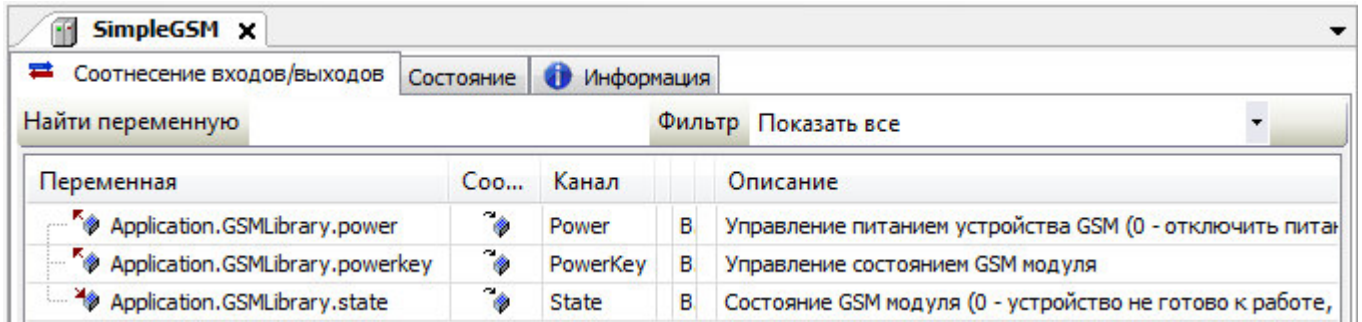 SimpleGSM
Соотнесение входов/выходов Состояние Информация
Найти переменную Фильтр Показать все
Переменная Соо... Канал Описание
Application.GSMLibrary.power Power B. Управление питанием устройства GSM (0 - отключить питан
Application.GSMLibrary.powerkey PowerKey B. Управление состоянием GSM модуля
Application.GSMLibrary.state State B. Состояние GSM модуля (0 - устройство не готово к работе,